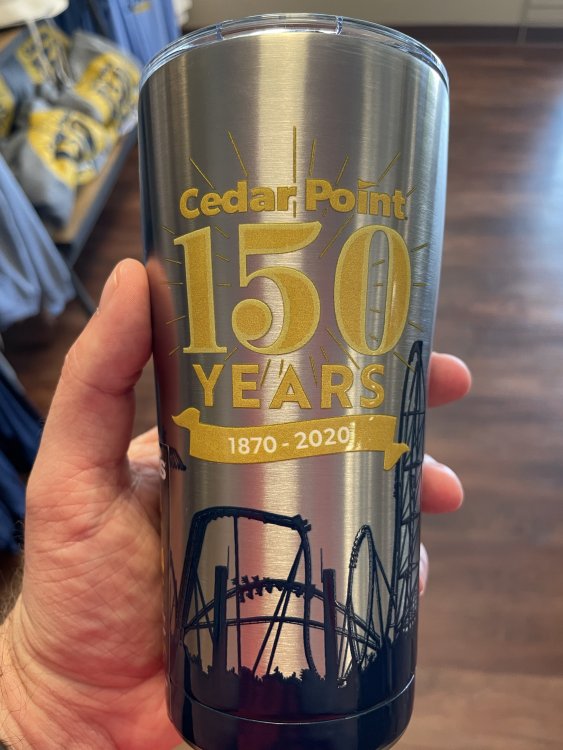 Cedar Point
150
YEARS
1870 - 2020